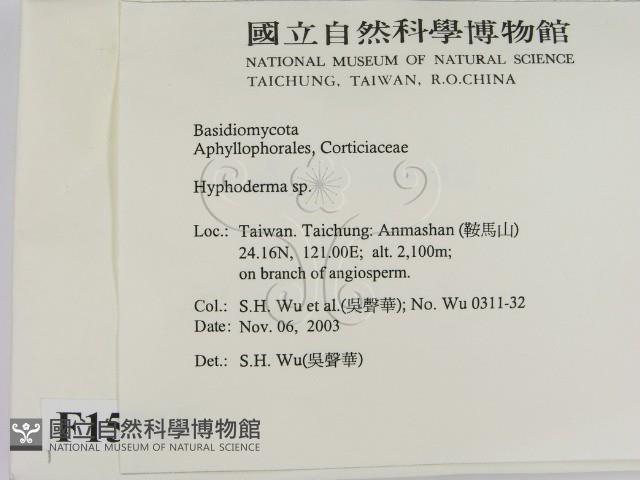 國立自然科學博物館
NATIONAL MUSEUM OF NATURAL SCIENCE
TAICHUNG, TAIWAN, R.O.CHINA
Basidiomycota
Aphyllophorales, Corticiaceae
Hyphoderma sp.
Loc.: Taiwan. Taichung: Anmashan (鞍馬山)
24.16N, 121.00E; alt. 2,100m;
on branch of angiosperm.
Col.: S.H. Wu et al.(吳聲華); No. Wu 0311-32
Date: Nov. 06, 2003
Det.: S.H. Wu(吳聲華)
F15
國立自然科學博物館
NATIONAL MUSEUM OF NATURAL SCIENCE